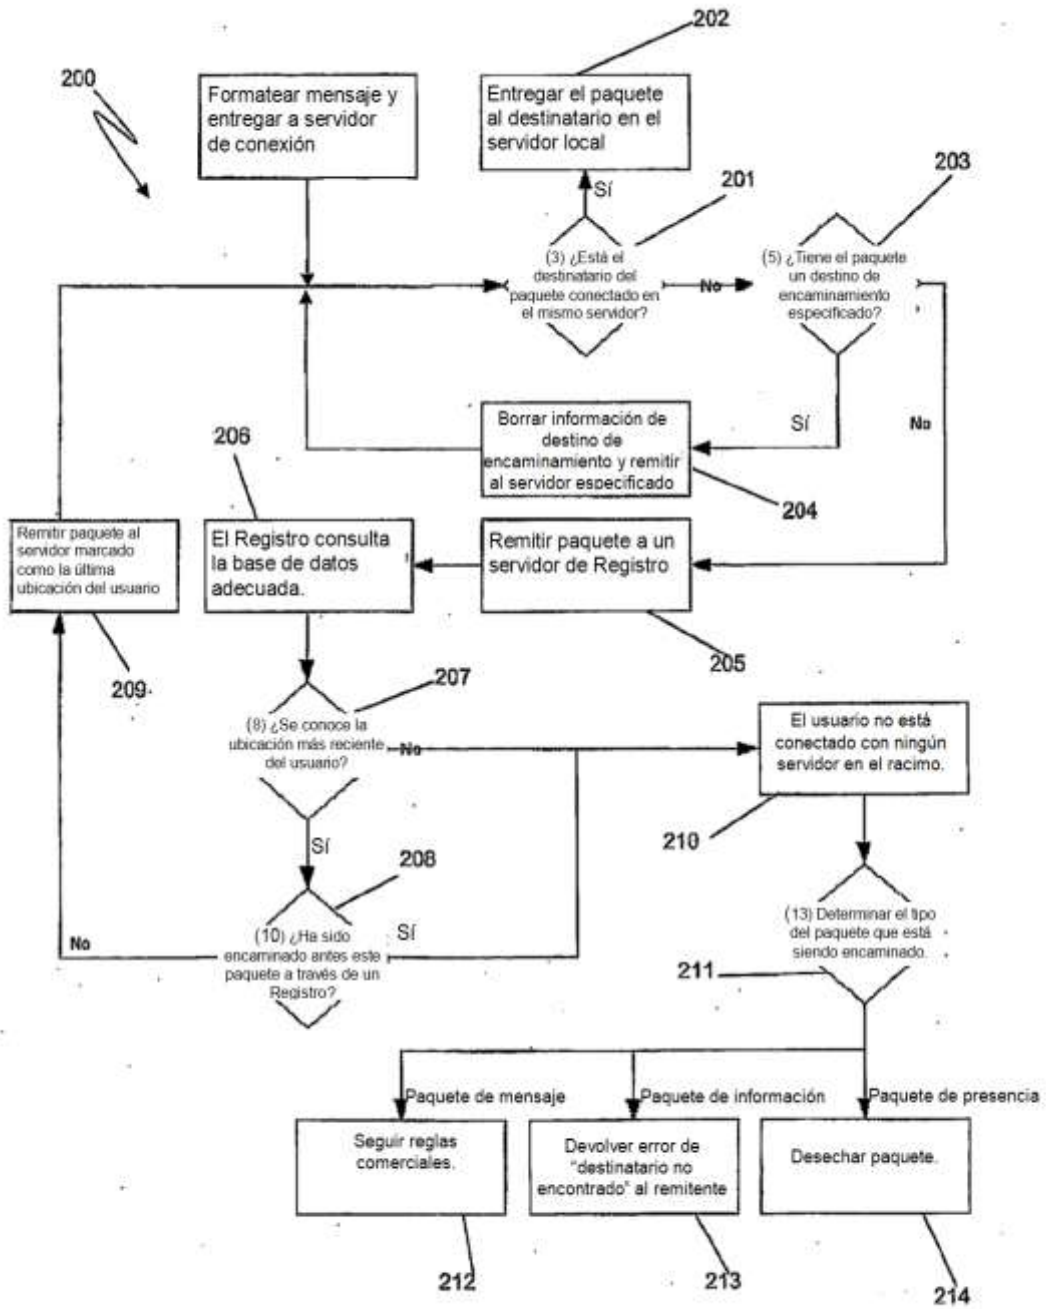 202
200
Formatear mensaje y
entregar a servidor
de conexión
Entregar el paquete
al destinatario en el
servidor local
Sí
201
203
(3) ¿Está el
destinatario del
paquete conectado en
el mismo servidor?
No
(5) ¿Tiene el paquete
un destino de
encaminamiento
especificado?
Sí
No
Borrar información de
destino de
encaminamiento y remitir
al servidor especificado
204
206
Remitir paquete al
servidor marcado
como la última
ubicación del usuario
209
El Registro consulta
la base de datos
adecuada.
Remitir paquete a un
servidor de Registro
205
207
(8) ¿Se conoce la
ubicación más reciente
del usuario?
No
El usuario no está
conectado con ningún
servidor en el racimo.
210
Sí
208
(10) ¿Ha sido
encaminado antes este
paquete a través de un
Registro?
No
Sí
(13) Determinar el tipo
del paquete que está
siendo encaminado.
211
Paquete de mensaje
Paquete de información
Paquete de presencia
Seguir reglas
comerciales.
Devolver error de
“destinatario no
encontrado” al remitente
Desechar paquete.
212
213
214